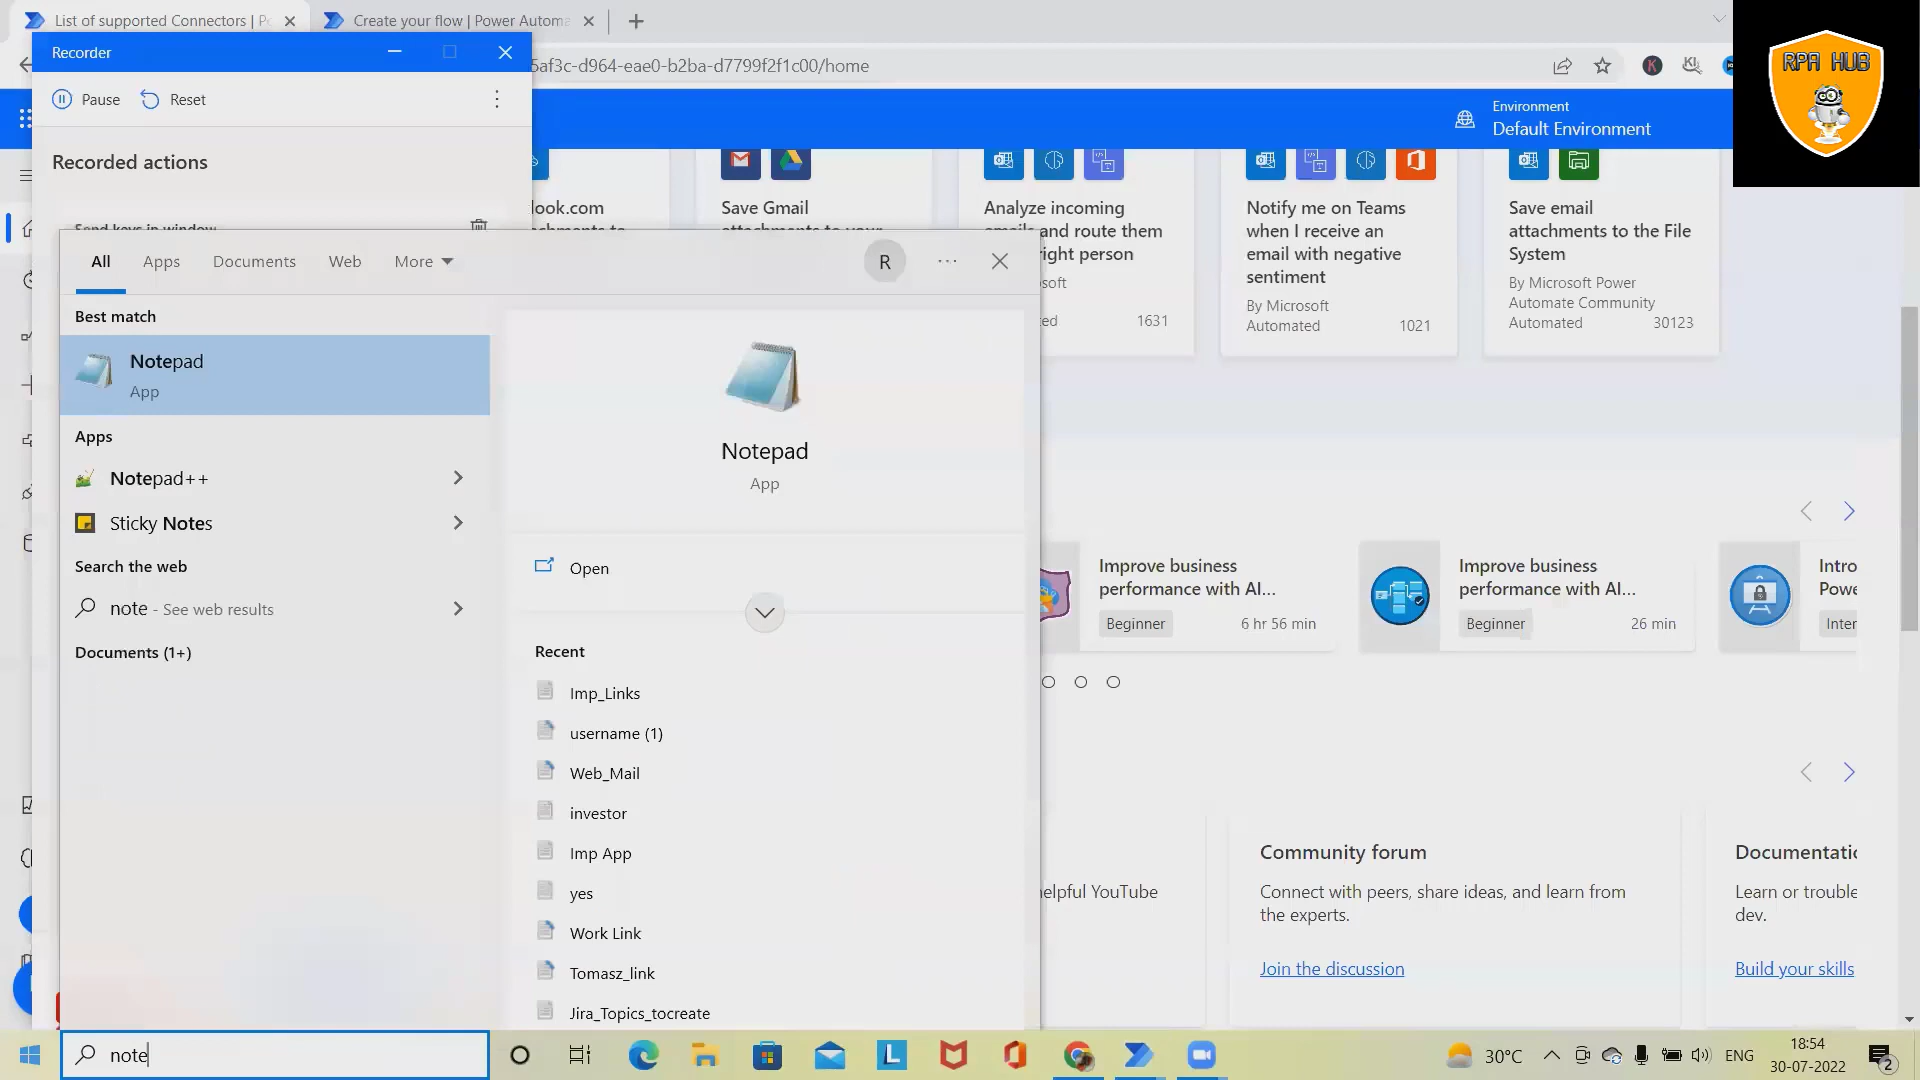 List of supported Connectors | Po
Create your flow | Power Automa
Recorder
5af3c-d964-eae0-b2ba-d7799f2f1c00/home
RPA HUB
Pause
Reset
Environment
Default Environment
Recorded actions
Send keys in window
look.com
Save Gmail
Analyze incoming
emails and route them
right person
1631
Notify me on Teams
when I receive an
email with negative
sentiment
By Microsoft
Automated
1021
Save email
attachments to the File
System
By Microsoft Power
Automate Community
Automated
30123
All
Apps
Documents
Web
More
R
Best match
Notepad
App
Apps
Notepad++
Sticky Notes
Search the web
note - See web results
Documents (1+)
Notepad
App
Open
Recent
Imp_Links
username (1)
Web_Mail
investor
Imp App
yes
Work Link
Tomasz_link
Jira_Topics_tocreate
Improve business
performance with AI...
Beginner
6 hr 56 min
Improve business
performance with AI...
Beginner
26 min
Intro
Powe
Inter
elpful YouTube
Community forum
Connect with peers, share ideas, and learn from
the experts.
Join the discussion
Documentatic
Learn or trouble
dev.
Build your skills
note
30°C
ENG
18:54
30-07-2022
2